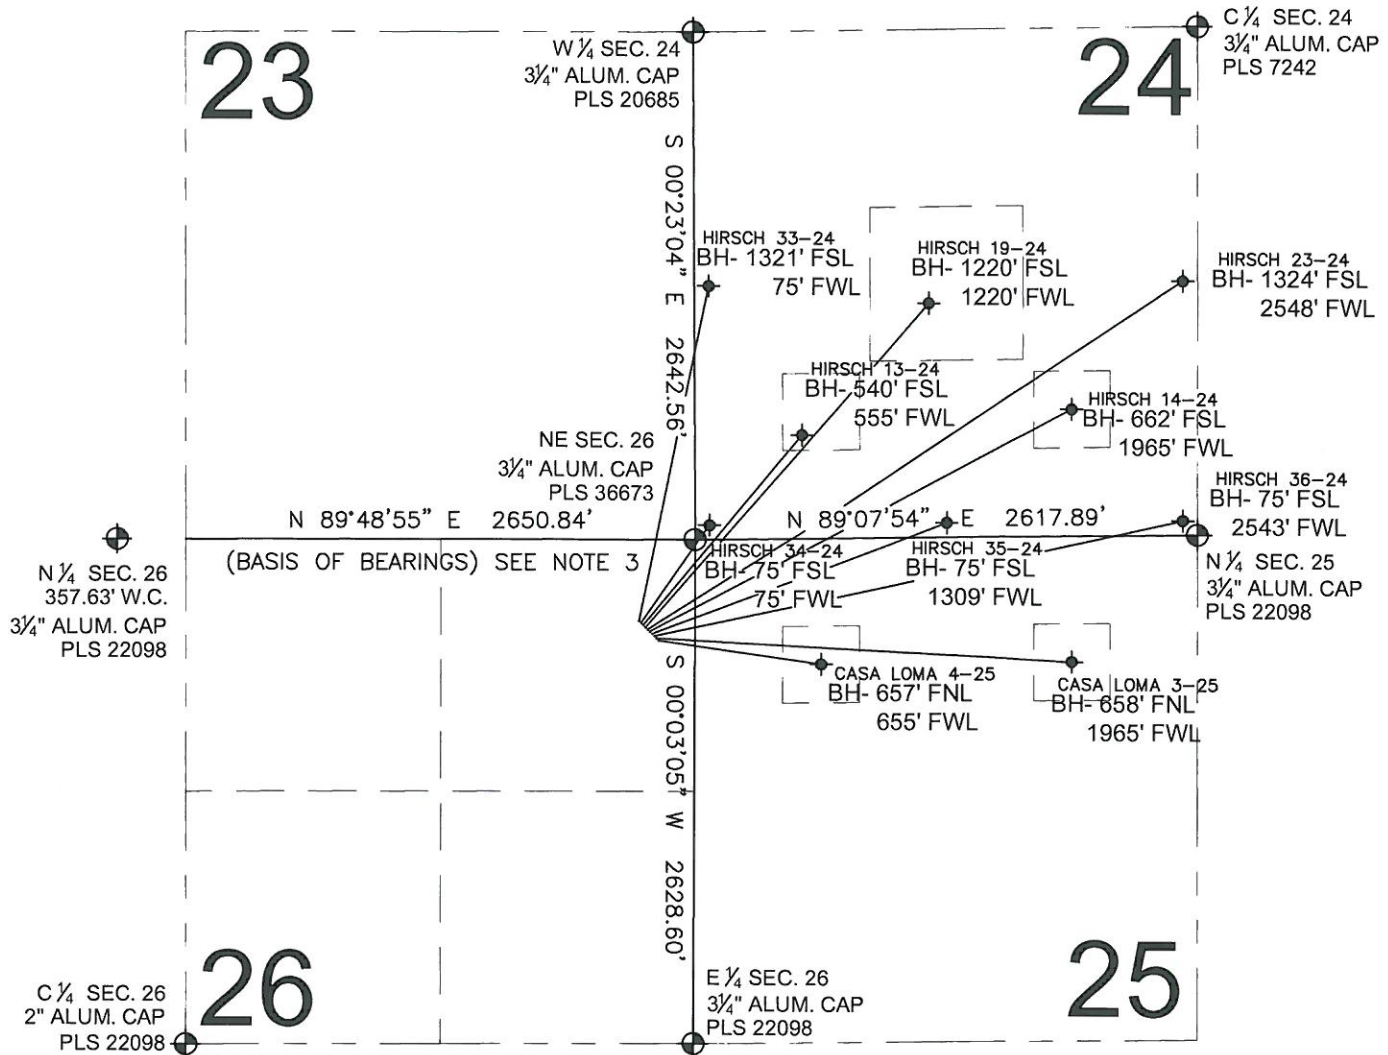 23
24
W ¼ SEC. 24
3¼" ALUM. CAP
PLS 20685
C ¼ SEC. 24
3¼" ALUM. CAP
PLS 7242
S 00°23'04" E 2642.56'
HIRSCH 33-24
BH- 1321' FSL
75' FWL
HIRSCH 19-24
BH- 1220' FSL
1220' FWL
HIRSCH 23-24
BH- 1324' FSL
2548' FWL
HIRSCH 13-24
BH- 540' FSL
555' FWL
HIRSCH 14-24
BH- 662' FSL
1965' FWL
NE SEC. 26
3¼" ALUM. CAP
PLS 36673
HIRSCH 36-24
BH- 75' FSL
2543' FWL
N 89°48'55" E 2650.84'
N 89°07'54" E 2617.89'
(BASIS OF BEARINGS) SEE NOTE 3
HIRSCH 34-24
BH- 75' FSL
75' FWL
HIRSCH 35-24
BH- 75' FSL
1309' FWL
N ¼ SEC. 25
3¼" ALUM. CAP
PLS 22098
N ¼ SEC. 26
357.63' W.C.
3¼" ALUM. CAP
PLS 22098
CASA LOMA 4-25
BH- 657' FNL
655' FWL
CASA LOMA 3-25
BH- 658' FNL
1965' FWL
S 00°03'05" W 2628.60'
26
25
C ¼ SEC. 26
2" ALUM. CAP
PLS 22098
E ¼ SEC. 26
3¼" ALUM. CAP
PLS 22098